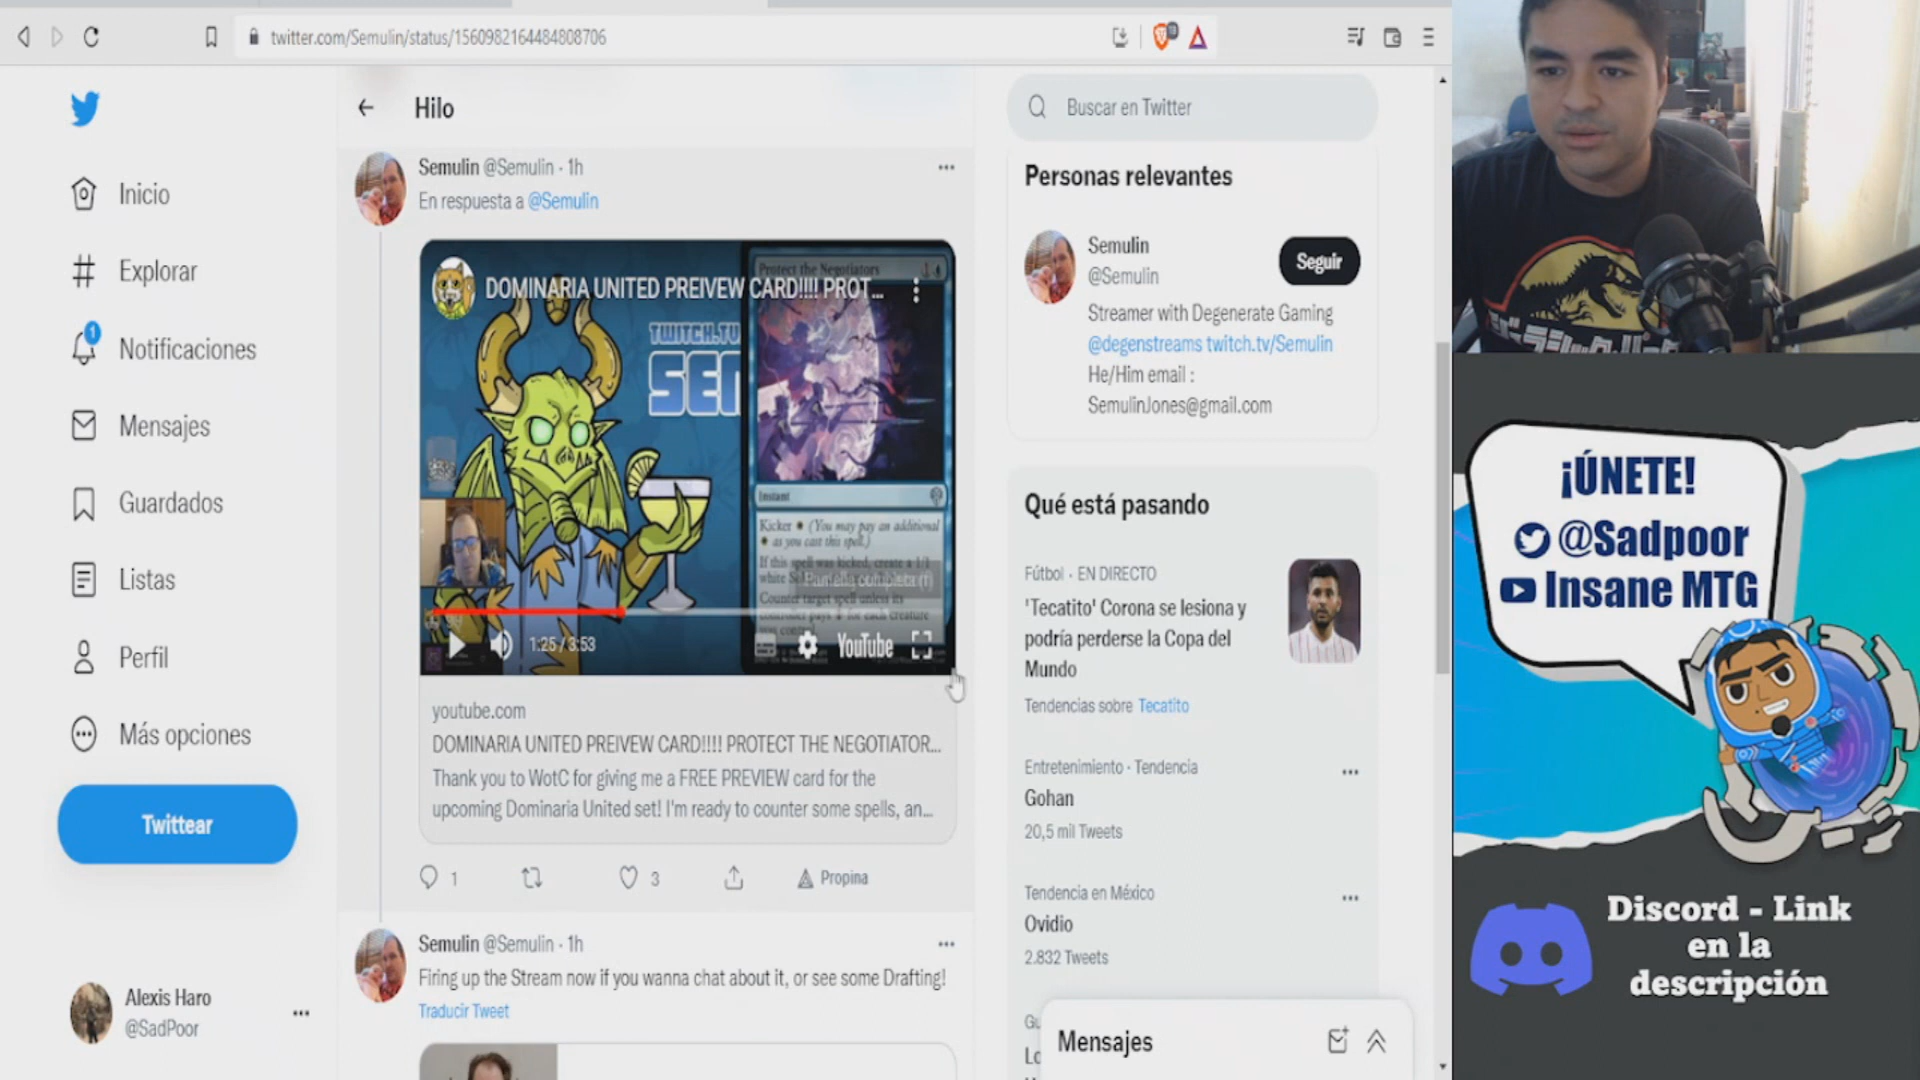 twitter.com/Semulin/status/1560982164484808706
Inicio
Explorar
1
Notificaciones
Mensajes
Guardados
Listas
Perfil
Más opciones
Twittear
Alexis Haro
@SadPoor
Hilo
Semulin @Semulin · 1h
En respuesta a @Semulin
DOMINARIA UNITED PREIVEW CARD!!!! PROT...
Protect the Negotiators
TWITCH.TV
SEM
Instant
Kicker (You may pay an additional
as you cast this spell.)
If this spell was kicked, create a 1/1
white
Pantalla completa (f)
Counter target spell unless its
controller pays 1 for each creature
you control.
1:25 / 3:53
YouTube
youtube.com
DOMINARIA UNITED PREIVEW CARD!!!! PROTECT THE NEGOTIATOR...
Thank you to WotC for giving me a FREE PREVIEW card for the
upcoming Dominaria United set! I'm ready to counter some spells, an...
1
3
Propina
Semulin @Semulin · 1h
Firing up the Stream now if you wanna chat about it, or see some Drafting!
Traducir Tweet
Buscar en Twitter
Personas relevantes
Semulin
@Semulin
Seguir
Streamer with Degenerate Gaming
@degenstreams twitch.tv/Semulin
He/Him email :
SemulinJones@gmail.com
Qué está pasando
Fútbol · EN DIRECTO
'Tecatito' Corona se lesiona y
podría perderse la Copa del
Mundo
Tendencias sobre Tecatito
Entretenimiento · Tendencia
Gohan
20,5 mil Tweets
Tendencia en México
Ovidio
2.832 Tweets
Mensajes
¡ÚNETE!
@Sadpoor
Insane MTG
Discord - Link
en la
descripción